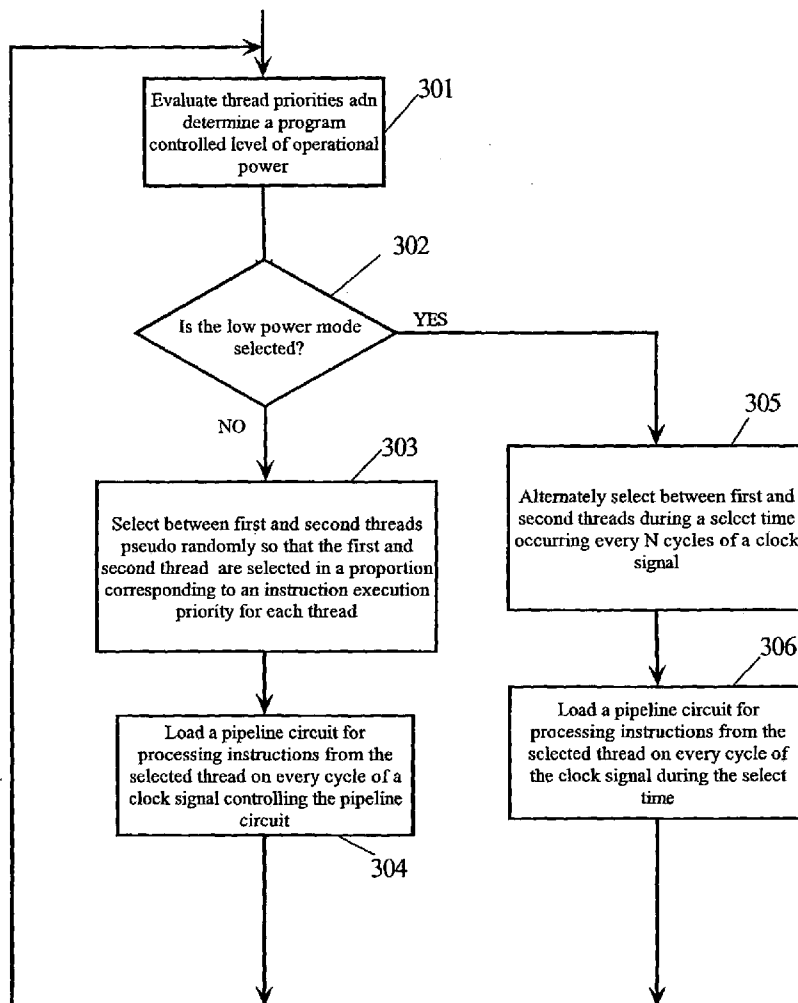 301
Evaluate thread priorities adn
determine a program
controlled level of operational
power
302
Is the low power mode
selected?
YES
NO
303
Select between first and second threads
pseudo randomly so that the first and
second thread are selected in a proportion
corresponding to an instruction execution
priority for each thread
Load a pipeline circuit for
processing instructions from the
selected thread on every cycle of a
clock signal controlling the pipeline
circuit
304
305
Alternately select between first and
second threads during a select time
occurring every N cycles of a clock
signal
306
Load a pipeline circuit for
processing instructions from the
selected thread on every cycle of
the clock signal during the select
time